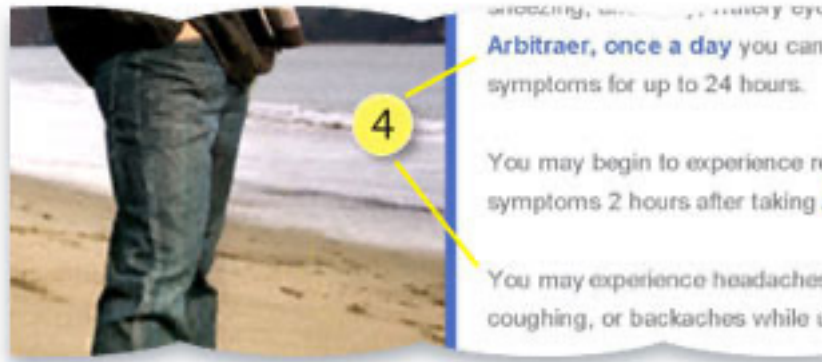 4
sneezing,
Arbitraer, once a day you can
symptoms for up to 24 hours.
You may begin to experience
symptoms 2 hours after taking
You may experience headaches
coughing, or backaches while